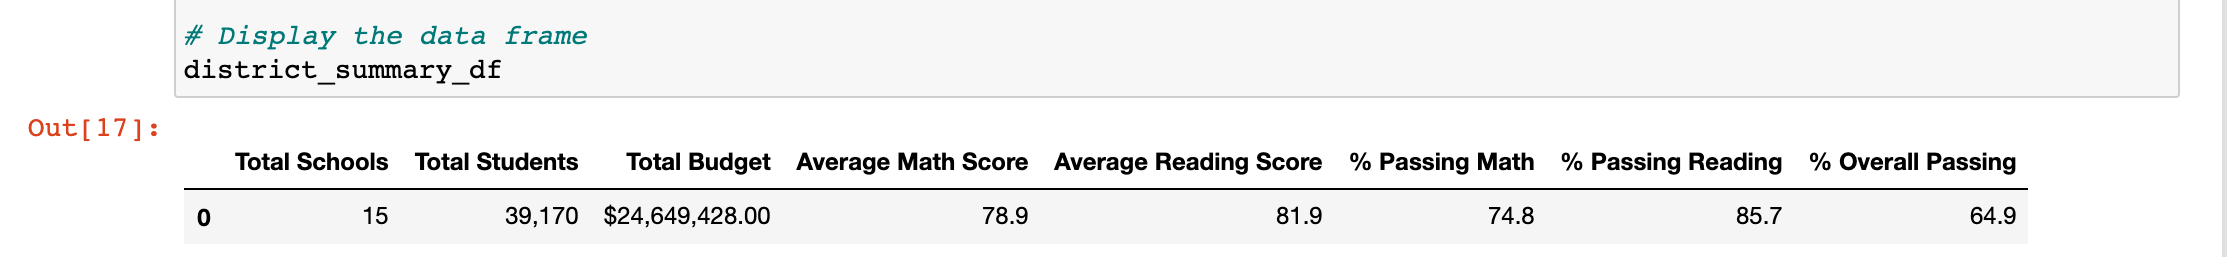 # Display the data frame
district_summary_df
Out[17]:
Total Schools Total Students Total Budget Average Math Score Average Reading Score % Passing Math % Passing Reading % Overall Passing
0 15 39,170 $24,649,428.00 78.9 81.9 74.8 85.7 64.9